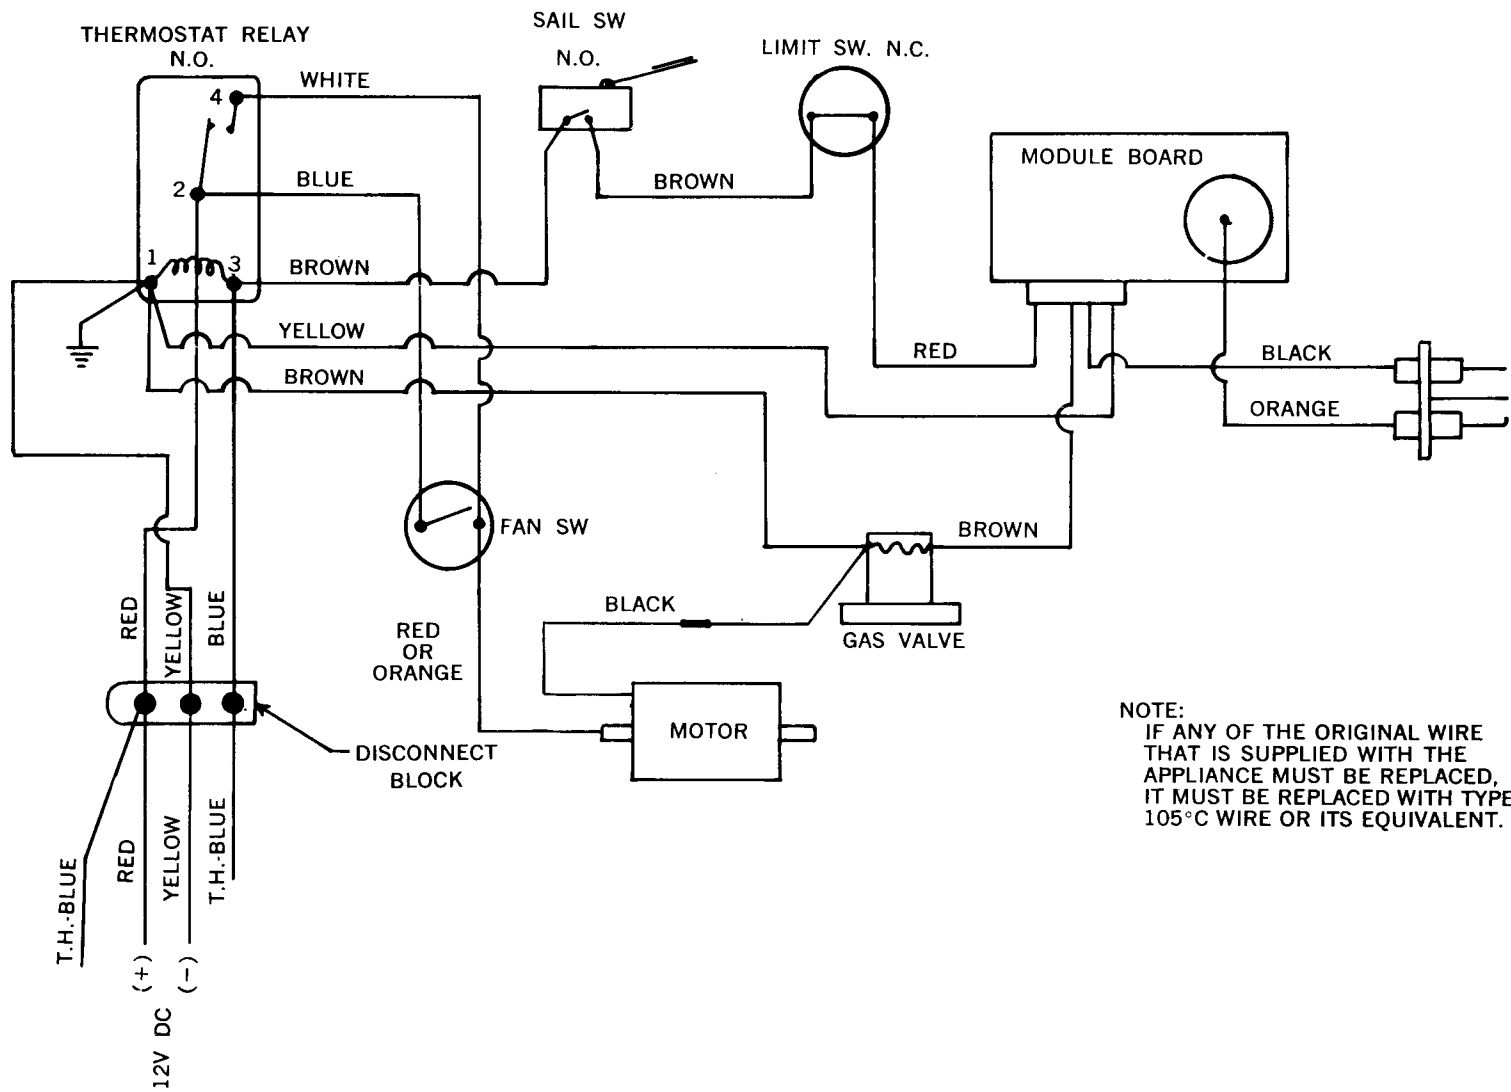 SAIL SW
N.O.
THERMOSTAT RELAY
N.O.
LIMIT SW. N.C.
WHITE
4
MODULE BOARD
BLUE
2
BROWN
1
3
BROWN
YELLOW
RED
BLACK
BROWN
ORANGE
FAN SW
BROWN
RED
YELLOW
BLUE
BLACK
RED
OR
ORANGE
GAS VALVE
MOTOR
DISCONNECT
BLOCK
NOTE:
IF ANY OF THE ORIGINAL WIRE
THAT IS SUPPLIED WITH THE
APPLIANCE MUST BE REPLACED,
IT MUST BE REPLACED WITH TYPE
105°C WIRE OR ITS EQUIVALENT.
T.H.-BLUE
RED
YELLOW
T.H.-BLUE
(+)
(-)
12V DC